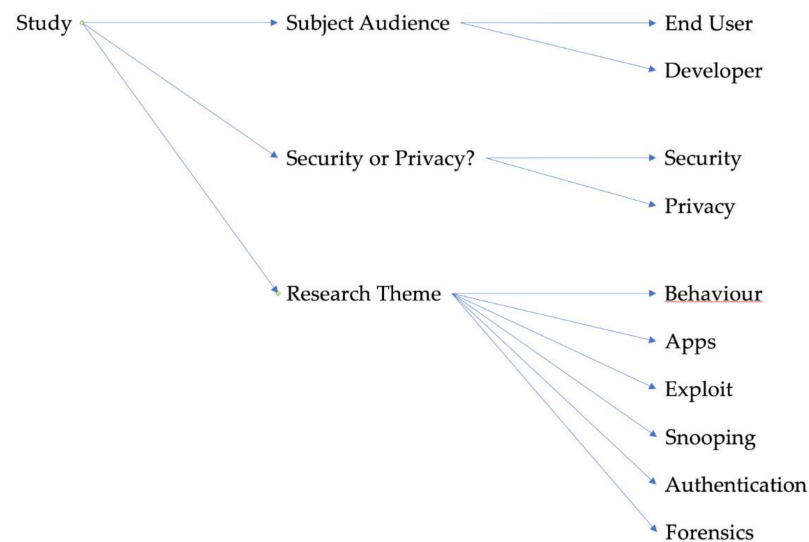 Study
Subject Audience
End User
Developer
Security or Privacy?
Security
Privacy
Research Theme
Behaviour
Apps
Exploit
Snooping
Authentication
Forensics